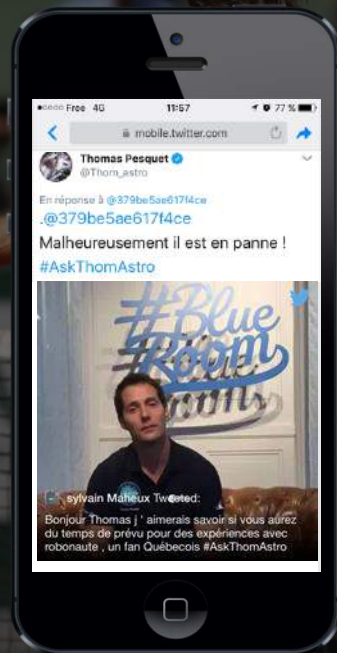 Free 4G 11:57 77 %
mobile.twitter.com
Thomas Pesquet
@Thom_astro
En réponse à @379be5ae617f4ce
.@379be5ae617f4ce
Malheureusement il est en panne !
#AskThomAstro
#Blue
Room
sylvain Maheux Tweeted:
Bonjour Thomas j ' aimerais savoir si vous aurez
du temps de prévu pour des expériences avec
robonaute , un fan Québecois #AskThomAstro